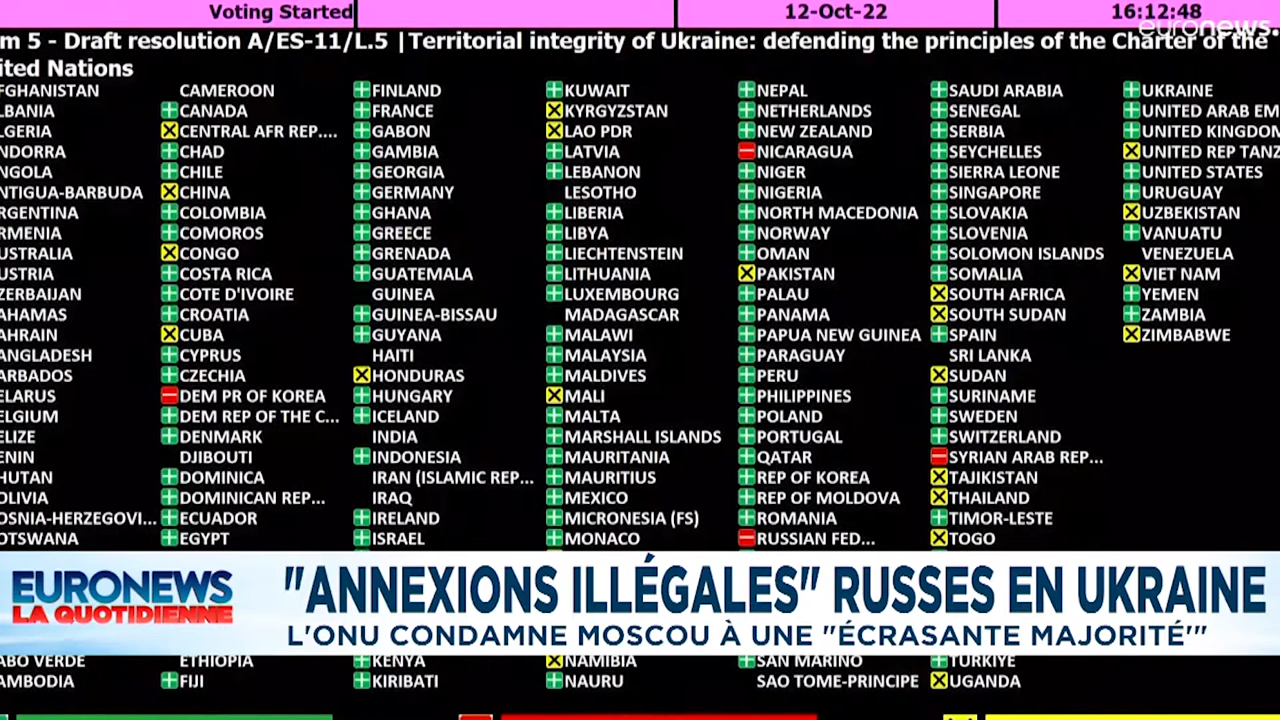 Voting Started 12-Oct-22 16:12:48
euronews.
m 5 - Draft resolution A/ES-11/L.5 | Territorial integrity of Ukraine: defending the principles of the Charter of the
ited Nations
FGHANISTAN CAMEROON FINLAND KUWAIT NEPAL SAUDI ARABIA UKRAINE
LBANIA CANADA FRANCE KYRGYZSTAN NETHERLANDS SENEGAL UNITED ARAB EM
LGERIA CENTRAL AFR REP.... GABON LAO PDR NEW ZEALAND SERBIA UNITED KINGDOM
NDORRA CHAD GAMBIA LATVIA NICARAGUA SEYCHELLES UNITED REP TANZ
NGOLA CHILE GEORGIA LEBANON NIGER SIERRA LEONE UNITED STATES
NTIGUA-BARBUDA CHINA GERMANY LESOTHO NIGERIA SINGAPORE URUGUAY
RGENTINA COLOMBIA GHANA LIBERIA NORTH MACEDONIA SLOVAKIA UZBEKISTAN
RMENIA COMOROS GREECE LIBYA NORWAY SLOVENIA VANUATU
USTRALIA CONGO GRENADA LIECHTENSTEIN OMAN SOLOMON ISLANDS VENEZUELA
USTRIA COSTA RICA GUATEMALA LITHUANIA PAKISTAN SOMALIA VIET NAM
ZERBAIJAN COTE D'IVOIRE GUINEA LUXEMBOURG PALAU SOUTH AFRICA YEMEN
AHAMAS CROATIA GUINEA-BISSAU MADAGASCAR PANAMA SOUTH SUDAN ZAMBIA
AHRAIN CUBA GUYANA MALAWI PAPUA NEW GUINEA SPAIN ZIMBABWE
ANGLADESH CYPRUS HAITI MALAYSIA PARAGUAY SRI LANKA
ARBADOS CZECHIA HONDURAS MALDIVES PERU SUDAN
ELARUS DEM PR OF KOREA HUNGARY MALI PHILIPPINES SURINAME
ELGIUM DEM REP OF THE C... ICELAND MALTA POLAND SWEDEN
ELIZE DENMARK INDIA MARSHALL ISLANDS PORTUGAL SWITZERLAND
ENIN DJIBOUTI INDONESIA MAURITANIA QATAR SYRIAN ARAB REP...
HUTAN DOMINICA IRAN (ISLAMIC REP... MAURITIUS REP OF KOREA TAJIKISTAN
OLIVIA DOMINICAN REP... IRAQ MEXICO REP OF MOLDOVA THAILAND
OSNIA-HERZEGOVI... ECUADOR IRELAND MICRONESIA (FS) ROMANIA TIMOR-LESTE
OTSWANA EGYPT ISRAEL MONACO RUSSIAN FED... TOGO
EURONEWS
LA QUOTIDIENNE
"ANNEXIONS ILLÉGALES" RUSSES EN UKRAINE
L'ONU CONDAMNE MOSCOU À UNE "ÉCRASANTE MAJORITÉ'"
ABO VERDE ETHIOPIA KENYA NAMIBIA SAN MARINO TÜRKIYE
AMBODIA FIJI KIRIBATI NAURU SAO TOME-PRINCIPE UGANDA